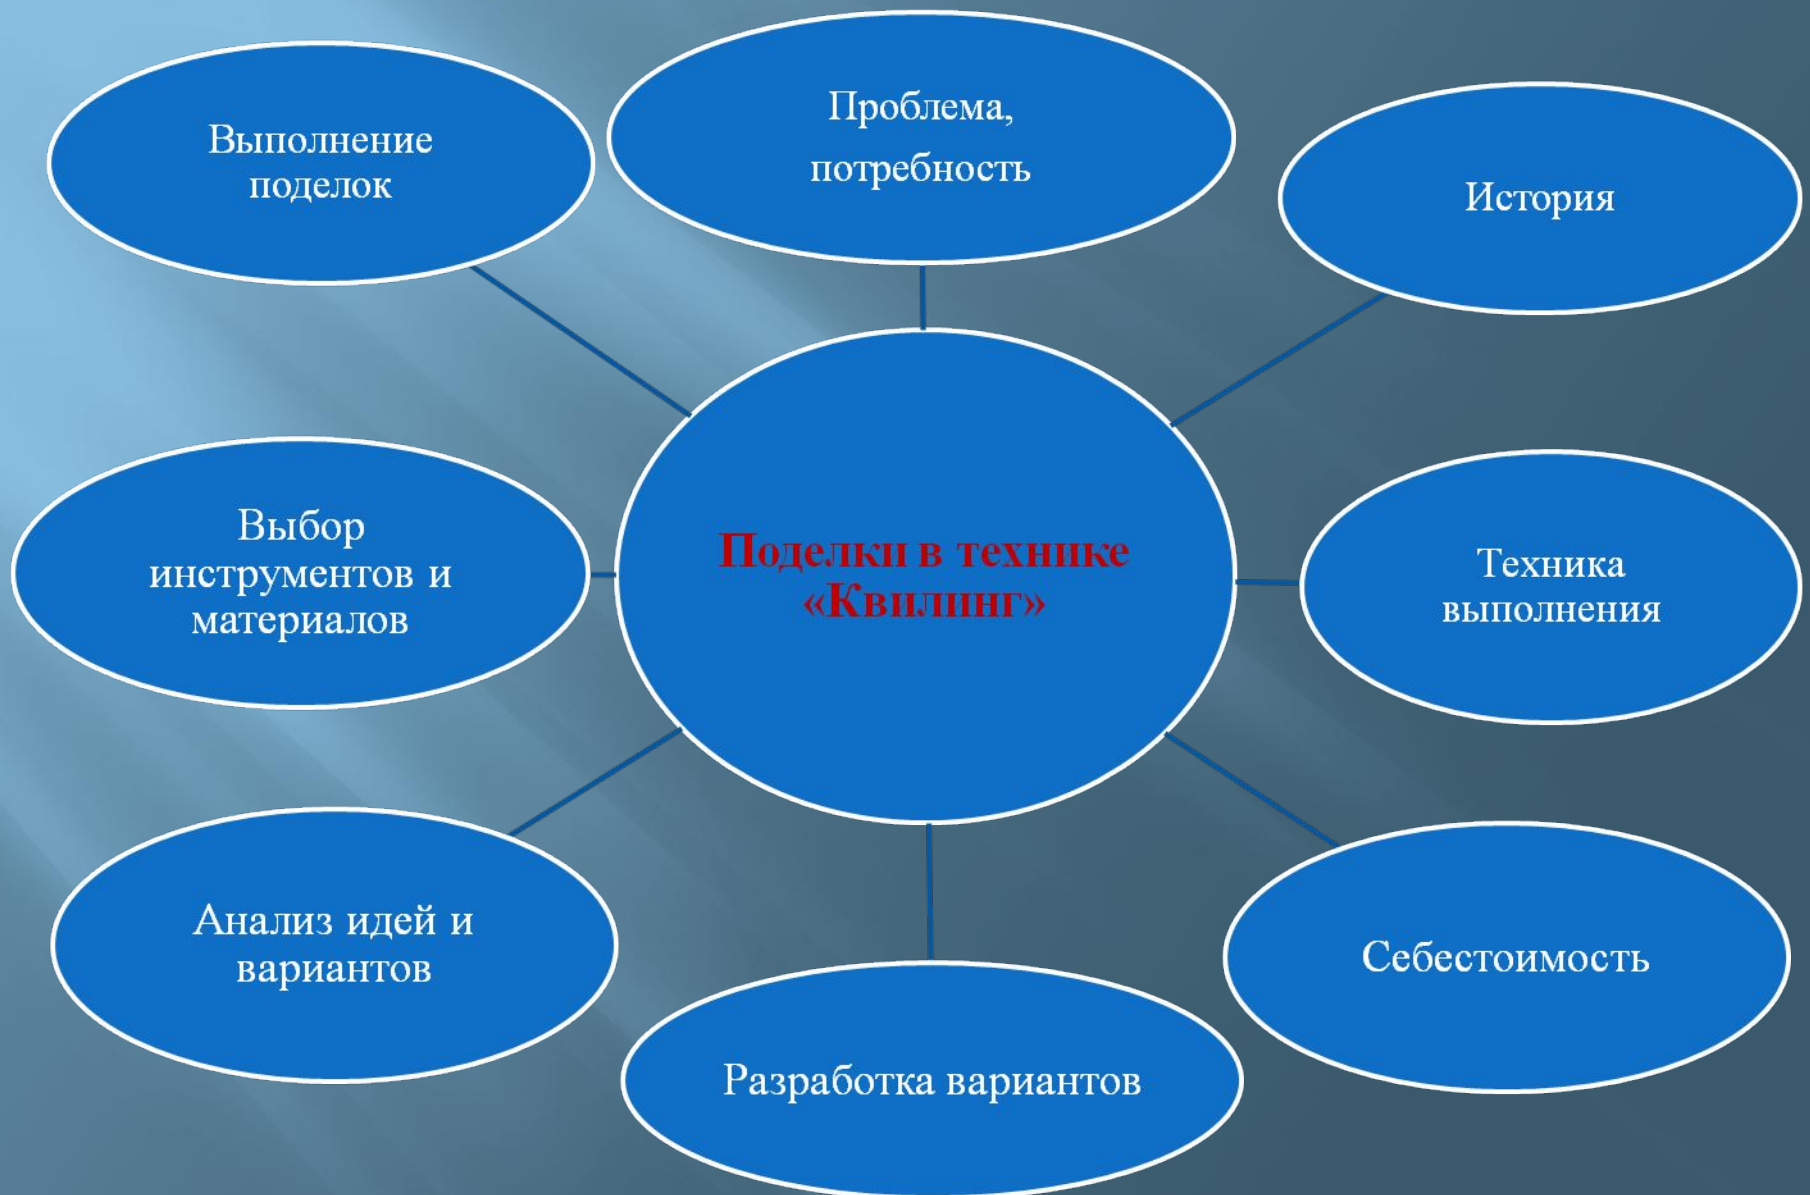 Проблема,
потребность
Выполнение
поделок
История
Выбор
инструментов и
материалов
Поделки в технике
«Квилинг»
Техника
выполнения
Анализ идей и
вариантов
Себестоимость
Разработка вариантов